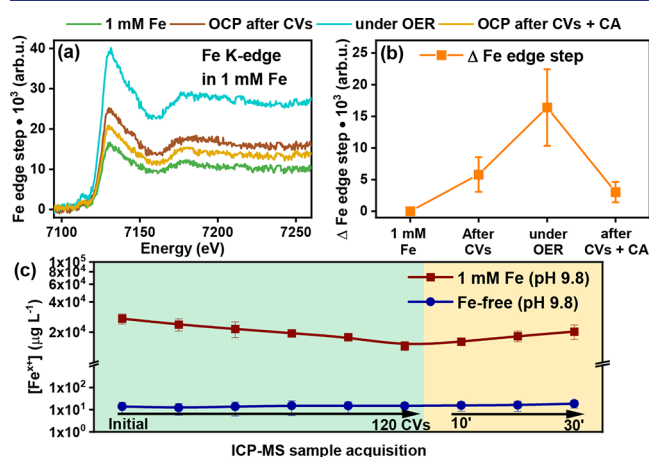 1 mM Fe OCP after CVs under OER OCP after CVs + CA
(a) Fe K-edge
in 1 mM Fe
Fe edge step • 10³ (arb.u.)
40
30
20
10
0
7100 7150 7200 7250
Energy (eV)
(b) Δ Fe edge step
Δ Fe edge step • 10³ (arb.u.)
25
20
15
10
5
0
1 mM
Fe
After
CVs
under
OER
after
CVs + CA
(c)
1 mM Fe (pH 9.8)
Fe-free (pH 9.8)
[Feˣ⁺] (µg L⁻¹)
1x10⁵
8x10⁴
6x10⁴
4x10⁴
2x10⁴
1x10²
1x10¹
1x10⁰
Initial 120 CVs 10' 30'
ICP-MS sample acquisition